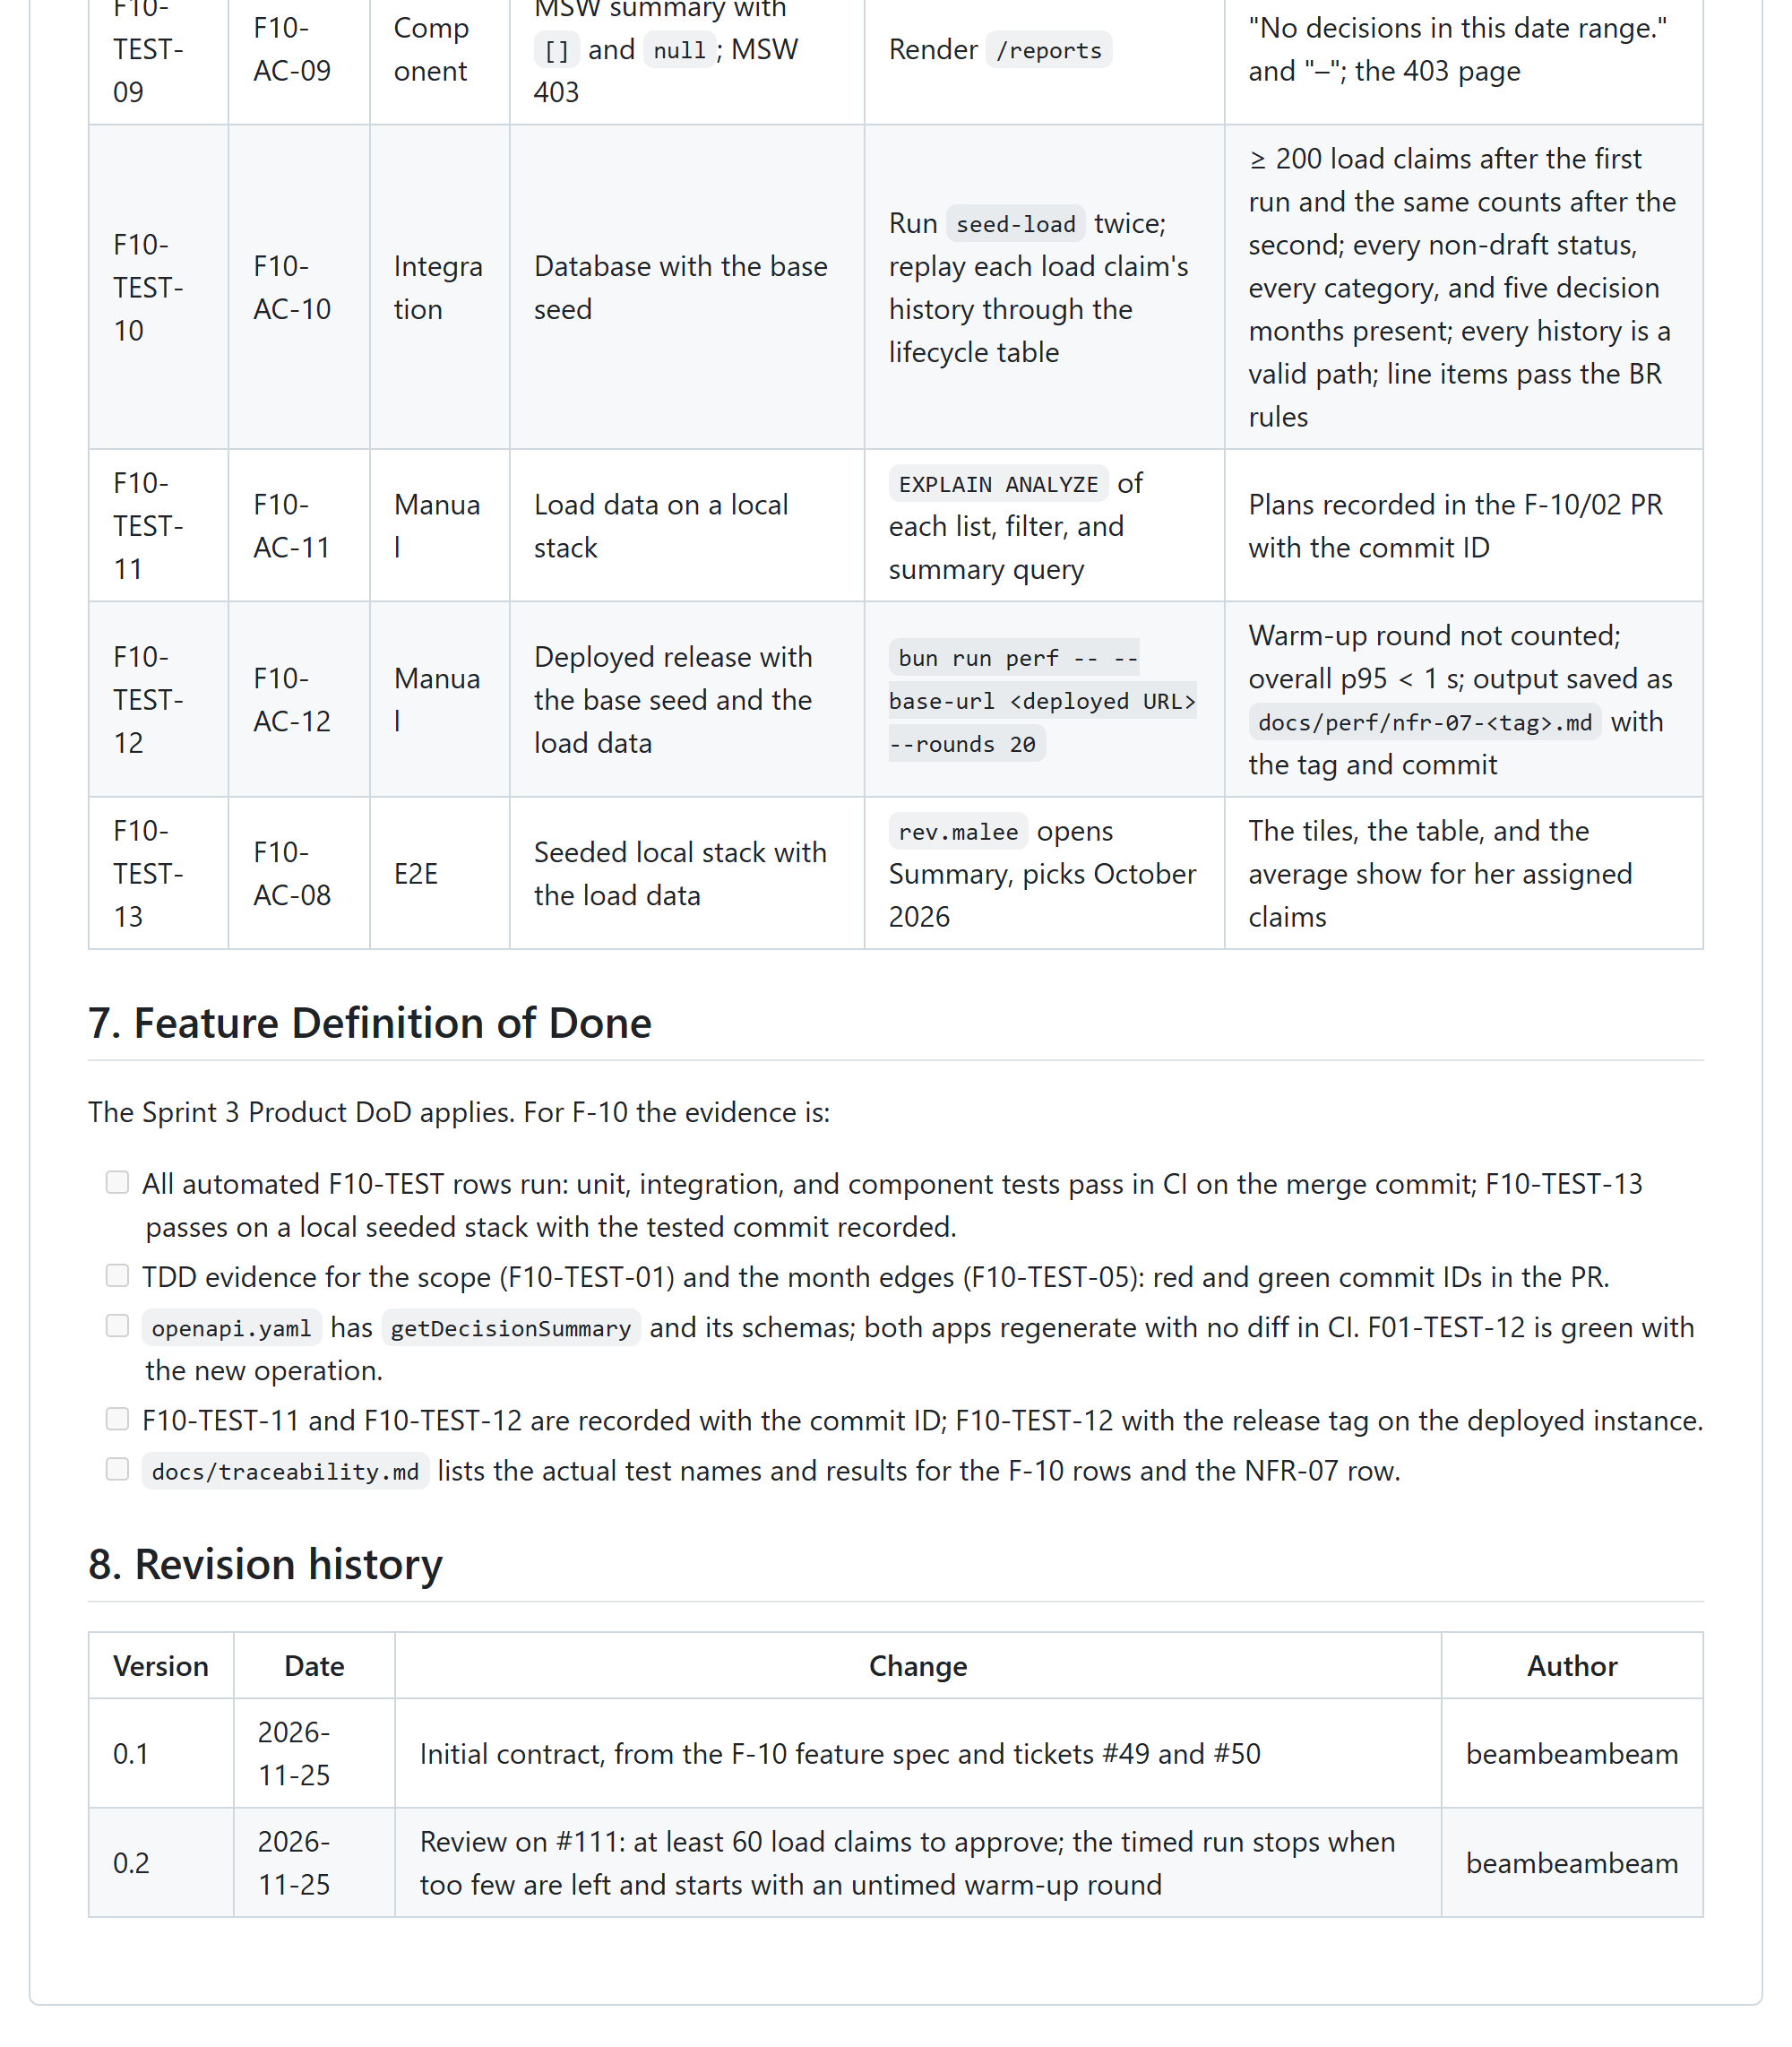 F10-
TEST-
09
F10-
AC-09
Comp
onent
MSW summary with
[] and null; MSW
403
Render /reports
"No decisions in this date range."
and "–"; the 403 page
F10-
TEST-
10
F10-
AC-10
Integra
tion
Database with the base
seed
Run seed-load twice;
replay each load claim's
history through the
lifecycle table
≥ 200 load claims after the first
run and the same counts after the
second; every non-draft status,
every category, and five decision
months present; every history is a
valid path; line items pass the BR
rules
F10-
TEST-
11
F10-
AC-11
Manua
l
Load data on a local
stack
EXPLAIN ANALYZE of
each list, filter, and
summary query
Plans recorded in the F-10/02 PR
with the commit ID
F10-
TEST-
12
F10-
AC-12
Manua
l
Deployed release with
the base seed and the
load data
bun run perf -- --
base-url <deployed URL>
--rounds 20
Warm-up round not counted;
overall p95 < 1 s; output saved as
docs/perf/nfr-07-<tag>.md with
the tag and commit
F10-
TEST-
13
F10-
AC-08
E2E
Seeded local stack with
the load data
rev.malee opens
Summary, picks October
2026
The tiles, the table, and the
average show for her assigned
claims
7. Feature Definition of Done
The Sprint 3 Product DoD applies. For F-10 the evidence is:
All automated F10-TEST rows run: unit, integration, and component tests pass in CI on the merge commit; F10-TEST-13
passes on a local seeded stack with the tested commit recorded.
TDD evidence for the scope (F10-TEST-01) and the month edges (F10-TEST-05): red and green commit IDs in the PR.
openapi.yaml has getDecisionSummary and its schemas; both apps regenerate with no diff in CI. F01-TEST-12 is green with
the new operation.
F10-TEST-11 and F10-TEST-12 are recorded with the commit ID; F10-TEST-12 with the release tag on the deployed instance.
docs/traceability.md lists the actual test names and results for the F-10 rows and the NFR-07 row.
8. Revision history
Version
Date
Change
Author
0.1
2026-
11-25
Initial contract, from the F-10 feature spec and tickets #49 and #50
beambeambeam
0.2
2026-
11-25
Review on #111: at least 60 load claims to approve; the timed run stops when
too few are left and starts with an untimed warm-up round
beambeambeam